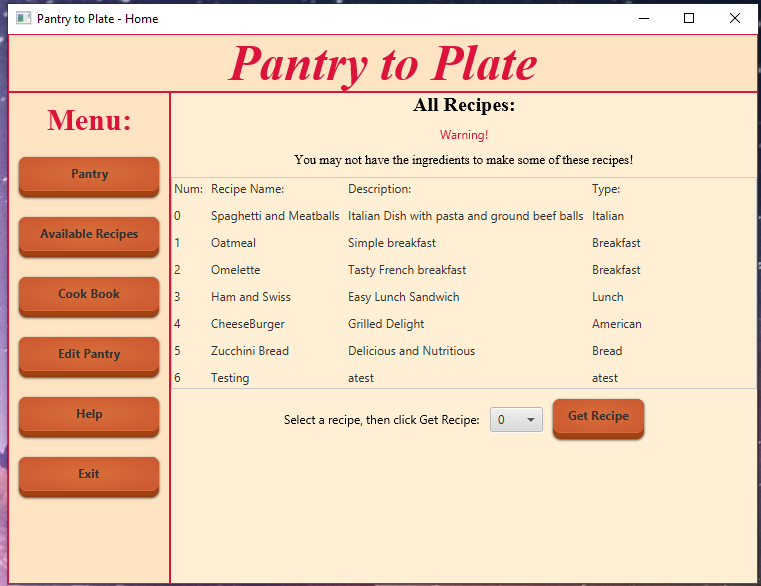 Pantry to Plate - Home
Pantry to Plate
Menu:
Pantry
Available Recipes
Cook Book
Edit Pantry
Help
Exit
All Recipes:
Warning!
You may not have the ingredients to make some of these recipes!
Num: Recipe Name: Description: Type:
0 Spaghetti and Meatballs Italian Dish with pasta and ground beef balls Italian
1 Oatmeal Simple breakfast Breakfast
2 Omelette Tasty French breakfast Breakfast
3 Ham and Swiss Easy Lunch Sandwich Lunch
4 CheeseBurger Grilled Delight American
5 Zucchini Bread Delicious and Nutritious Bread
6 Testing atest atest
Select a recipe, then click Get Recipe: 0 Get Recipe